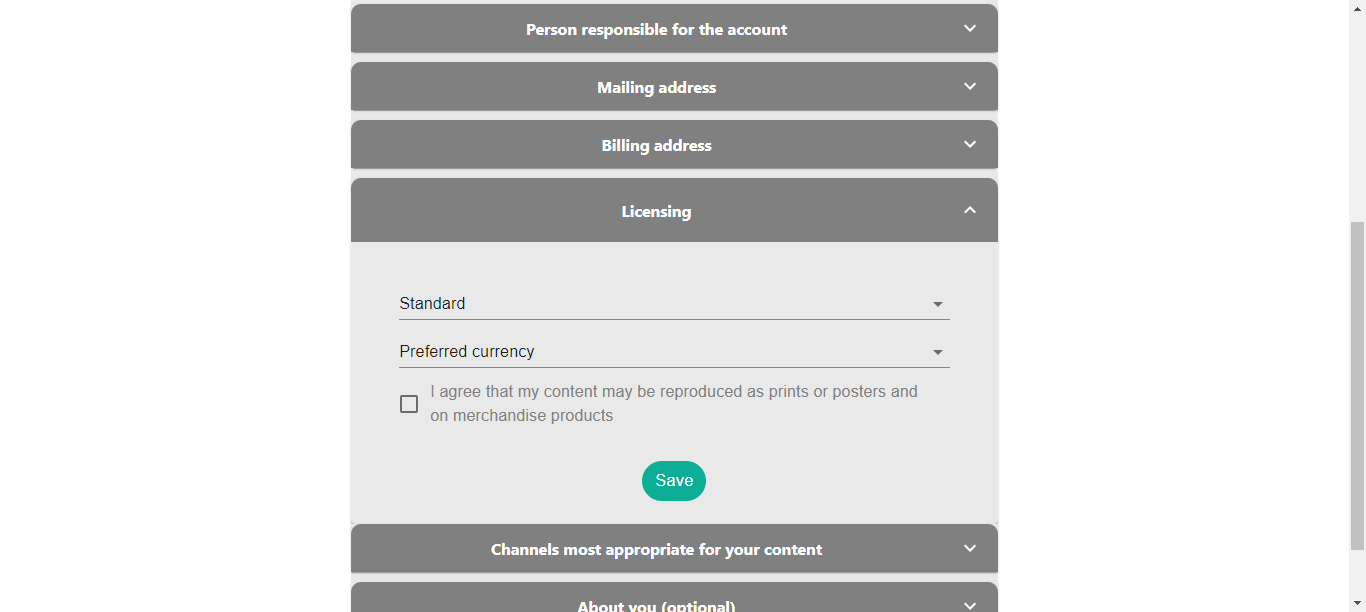 Person responsible for the account
Mailing address
Billing address
Licensing
Standard
Preferred currency
I agree that my content may be reproduced as prints or posters and
on merchandise products
Save
Channels most appropriate for your content
About you (optional)